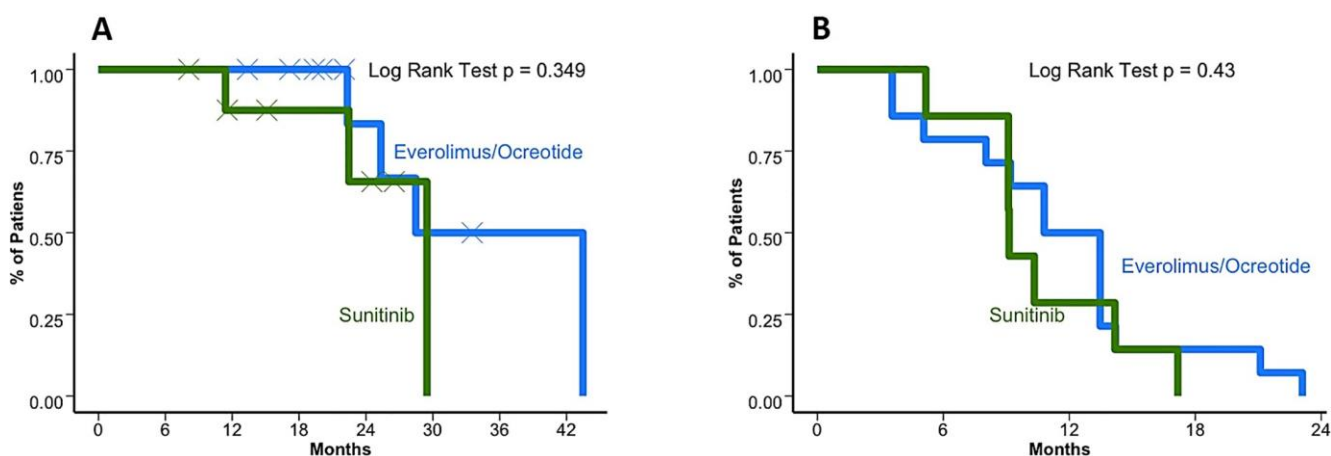 A
Log Rank Test p = 0.349
1.00
0.75
0.50
0.25
0.00
% of Patients
Everolimus/Ocreotide
Sunitinib
0 6 12 18 24 30 36 42
Months
B
Log Rank Test p = 0.43
1.00
0.75
0.50
0.25
0.00
% of Patients
Everolimus/Ocreotide
Sunitinib
0 6 12 18 24
Months